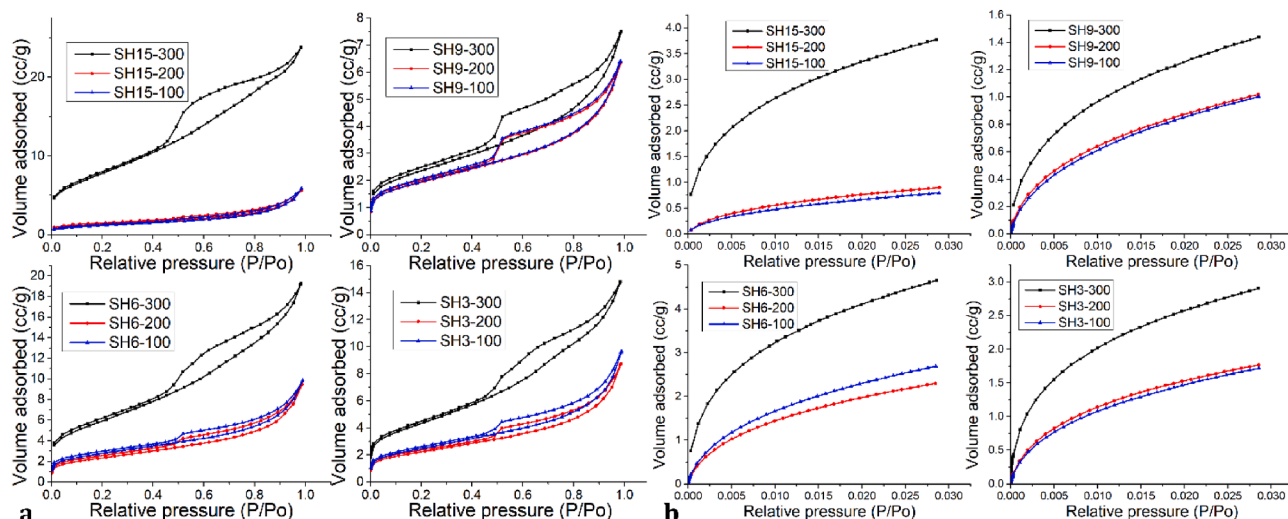 Volume adsorbed (cc/g)
20
10
0
SH15-300
SH15-200
SH15-100
0.0 0.2 0.4 0.6 0.8 1.0
Relative pressure (P/Po)
Volume adsorbed (cc/g)
8
7
6
5
4
3
2
1
0
SH9-300
SH9-200
SH9-100
0.0 0.2 0.4 0.6 0.8 1.0
Relative pressure (P/Po)
Volume adsorbed (cc/g)
4.0
3.5
3.0
2.5
2.0
1.5
1.0
0.5
0.0
SH15-300
SH15-200
SH15-100
0.000 0.005 0.010 0.015 0.020 0.025 0.030
Relative pressure (P/Po)
Volume adsorbed (cc/g)
1.6
1.4
1.2
1.0
0.8
0.6
0.4
0.2
0.0
SH9-300
SH9-200
SH9-100
0.000 0.005 0.010 0.015 0.020 0.025 0.030
Relative pressure (P/Po)
Volume adsorbed (cc/g)
20
18
16
14
12
10
8
6
4
2
0
SH6-300
SH6-200
SH6-100
0.0 0.2 0.4 0.6 0.8 1.0
Relative pressure (P/Po)
a
Volume adsorbed (cc/g)
16
14
12
10
8
6
4
2
0
SH3-300
SH3-200
SH3-100
0.0 0.2 0.4 0.6 0.8 1.0
Relative pressure (P/Po)
Volume adsorbed (cc/g)
5
4
3
2
1
0
SH6-300
SH6-200
SH6-100
0.000 0.005 0.010 0.015 0.020 0.025 0.030
Relative pressure (P/Po)
b
Volume adsorbed (cc/g)
3.0
2.5
2.0
1.5
1.0
0.5
0.0
SH3-300
SH3-200
SH3-100
0.000 0.005 0.010 0.015 0.020 0.025 0.030
Relative pressure (P/Po)